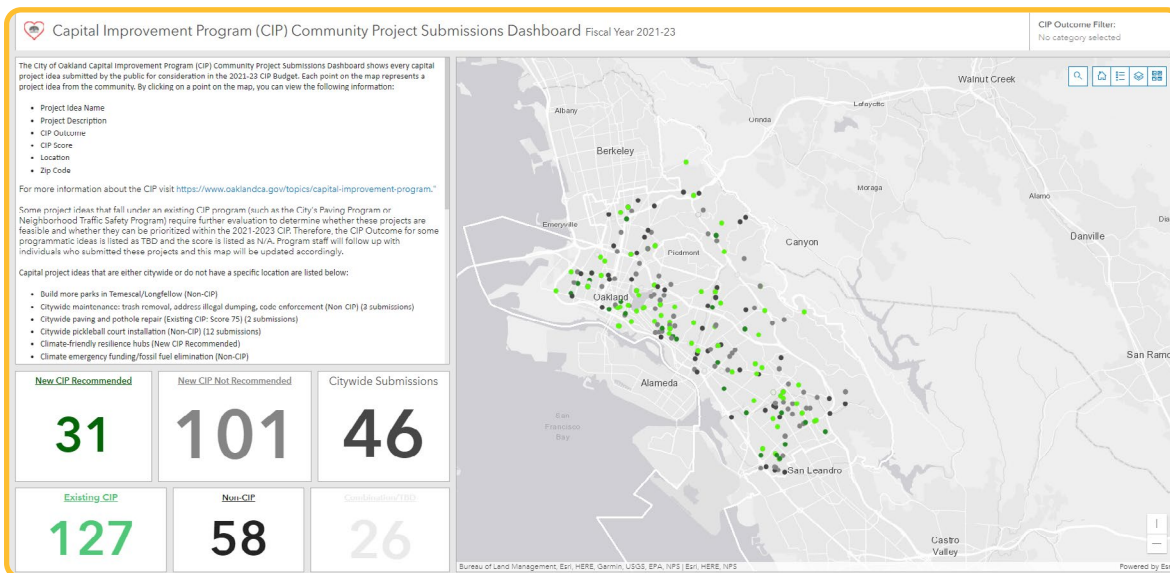 Capital Improvement Program (CIP) Community Project Submissions Dashboard Fiscal Year 2021-23
CIP Outcome Filter:
No category selected
The City of Oakland Capital Improvement Program (CIP) Community Project Submissions Dashboard shows every capital
project idea submitted by the public for consideration in the 2021-23 CIP Budget. Each point on the map represents a
project idea from the community. By clicking on a point on the map, you can view the following information:
• Project Idea Name
• Project Description
• CIP Outcome
• CIP Score
• Location
• Zip Code
For more information about the CIP visit https://www.oaklandca.gov/topics/capital-improvement-program."
Some project ideas that fall under an existing CIP program (such as the City's Paving Program or
Neighborhood Traffic Safety Program) require further evaluation to determine whether these projects are
feasible and whether they can be prioritized within the 2021-2023 CIP. Therefore, the CIP Outcome for some
programmatic ideas is listed as TBD and the score is listed as N/A. Program staff will follow up with
individuals who submitted these projects and this map will be updated accordingly.
Capital project ideas that are either citywide or do not have a specific location are listed below:
• Build more parks in Temescal/Longfellow (Non-CIP)
• Citywide maintenance: trash removal, address illegal dumping, code enforcement (Non CIP) (3 submissions)
• Citywide paving and pothole repair (Existing CIP: Score 75) (2 submissions)
• Citywide pickleball court installation (Non-CIP) (12 submissions)
• Climate-friendly resilience hubs (New CIP Recommended)
• Climate emergency funding/fossil fuel elimination (Non-CIP)
New CIP Recommended
31
New CIP Not Recommended
101
Citywide Submissions
46
Existing CIP
127
Non-CIP
58
Combination/TBD
26
Walnut Creek
Lafayette
Albany
Orinda
Berkeley
Moraga
Alamo
Emeryville
Canyon
Danville
Piedmont
Oakland
San Ramo
Alameda
San
Francisco
Bay
San Leandro
Castro
Valley
Bureau of Land Management, Esri, HERE, Garmin, USGS, EPA, NPS | Esri, HERE, NPS
Powered by Esri